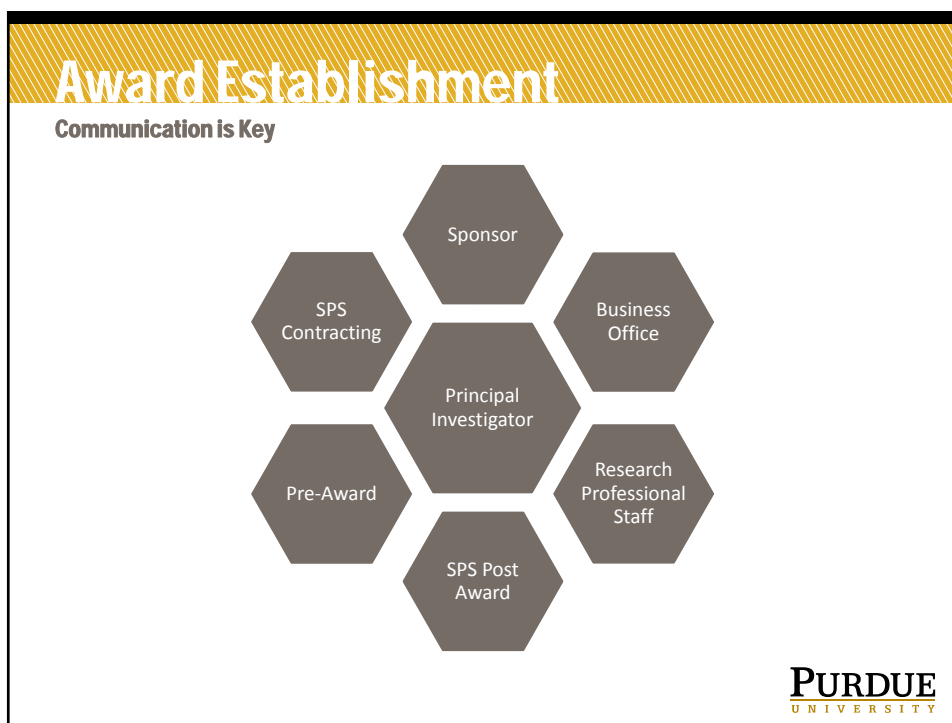 Award Establishment
Communication is Key
Sponsor
SPS
Contracting
Business
Office
Principal
Investigator
Pre-Award
Research
Professional
Staff
SPS Post
Award
PURDUE
UNIVERSITY